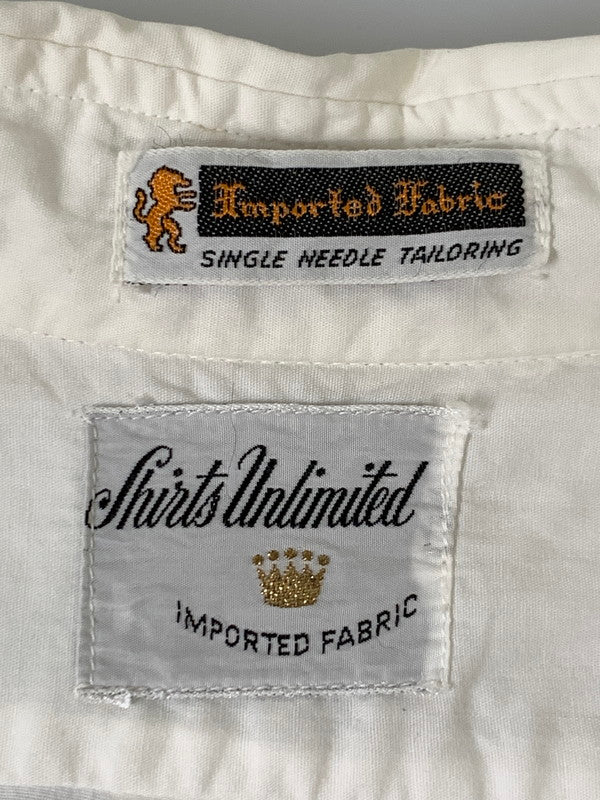 Imported Fabric
SINGLE NEEDLE TAILORING
Shirts Unlimited
IMPORTED FABRIC